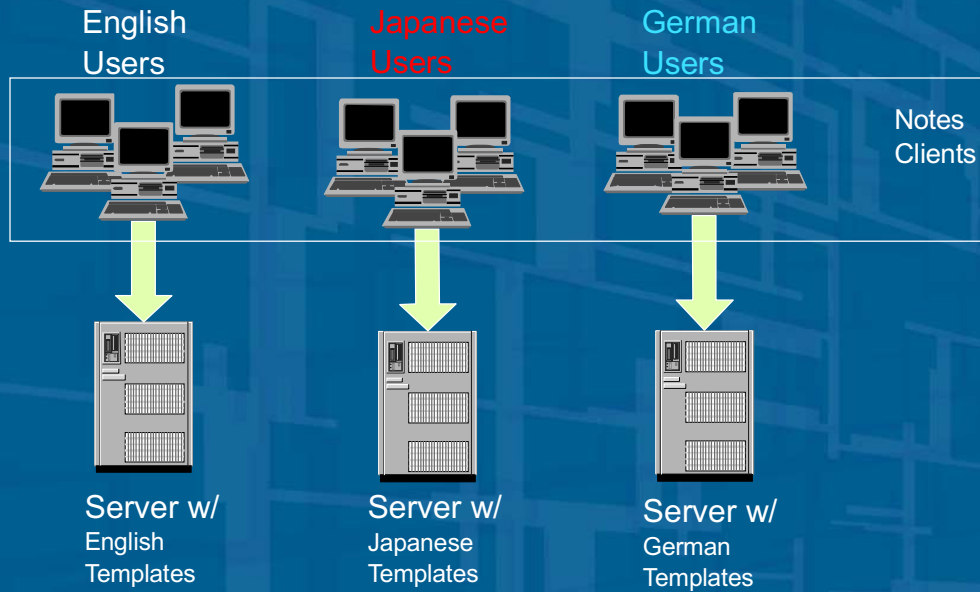 English
Users
Japanese
Users
German
Users
Notes
Clients
Server w/
English
Templates
Server w/
Japanese
Templates
Server w/
German
Templates